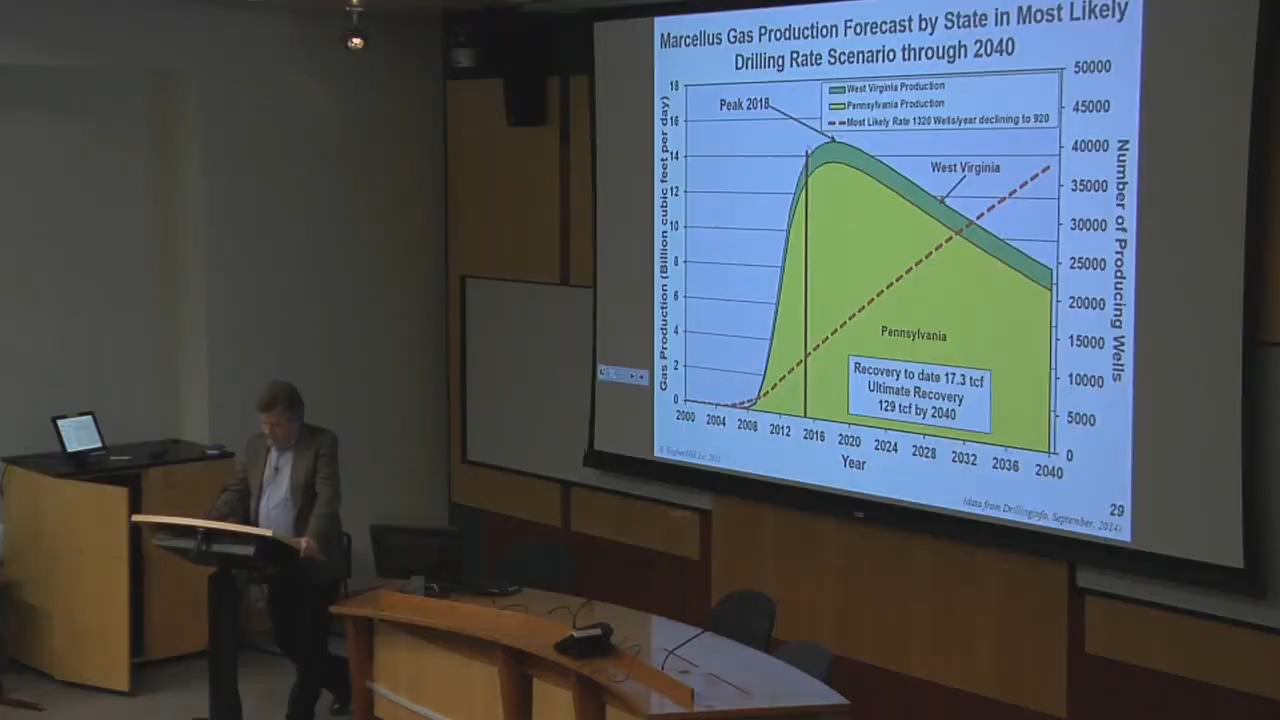 Marcellus Gas Production Forecast by State in Most Likely
Drilling Rate Scenario through 2040
Gas Production (Billion cubic feet per day)
18
16
14
12
10
8
6
4
2
0
Peak 2018
West Virginia Production
Pennsylvania Production
Most Likely Rate 1320 Wells/year declining to 920
West Virginia
Pennsylvania
Recovery to date 17.3 tcf
Ultimate Recovery
129 tcf by 2040
50000
45000
40000
35000
30000
25000
20000
15000
10000
5000
0
Number of Producing Wells
2000 2004 2008 2012 2016 2020 2024 2028 2032 2036 2040
Year
29
(data from Drillinginfo, September, 2014)